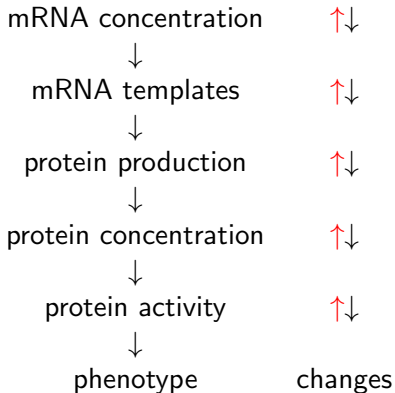 mRNA concentration ↑↓
↓
mRNA templates ↑↓
↓
protein production ↑↓
↓
protein concentration ↑↓
↓
protein activity ↑↓
↓
phenotype changes